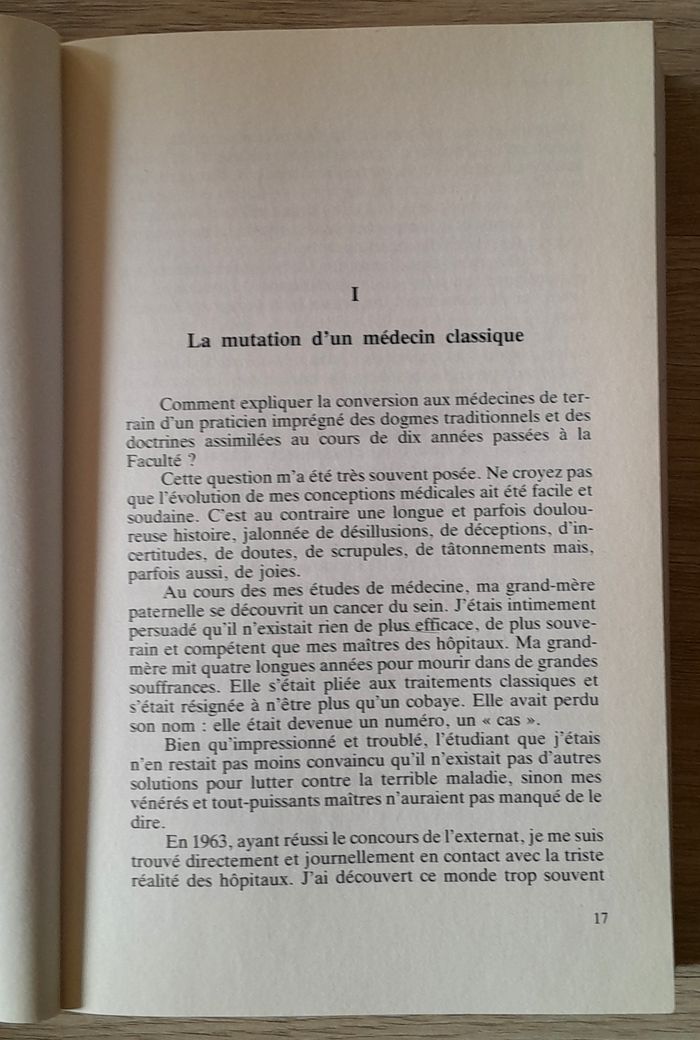 I
La mutation d'un médecin classique
Comment expliquer la conversion aux médecines de ter-
rain d'un praticien imprégné des dogmes traditionnels et des
doctrines assimilées au cours de dix années passées à la
Faculté ?
Cette question m'a été très souvent posée. Ne croyez pas
que l'évolution de mes conceptions médicales ait été facile et
soudaine. C'est au contraire une longue et parfois doulou-
reuse histoire, jalonnée de désillusions, de déceptions, d'in-
certitudes, de doutes, de scrupules, de tâtonnements mais,
parfois aussi, de joies.
Au cours des mes études de médecine, ma grand-mère
paternelle se découvrit un cancer du sein. J'étais intimement
persuadé qu'il n'existait rien de plus efficace, de plus souve-
rain et compétent que mes maîtres des hôpitaux. Ma grand-
mère mit quatre longues années pour mourir dans de grandes
souffrances. Elle s'était pliée aux traitements classiques et
s'était résignée à n'être plus qu'un cobaye. Elle avait perdu
son nom : elle était devenue un numéro, un « cas ».
Bien qu'impressionné et troublé, l'étudiant que j'étais
n'en restait pas moins convaincu qu'il n'existait pas d'autres
solutions pour lutter contre la terrible maladie, sinon mes
vénérés et tout-puissants maîtres n'auraient pas manqué de le
dire.
En 1963, ayant réussi le concours de l'externat, je me suis
trouvé directement et journellement en contact avec la triste
réalité des hôpitaux. J'ai découvert ce monde trop souvent
17